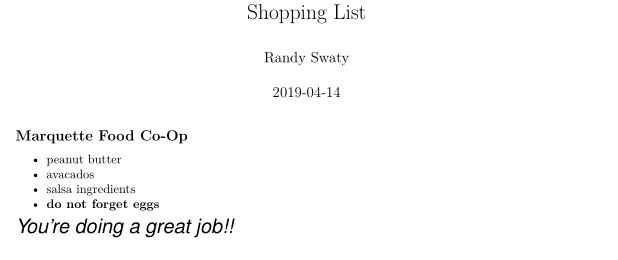 Shopping List
Randy Swaty
2019-04-14
Marquette Food Co-Op
• peanut butter
• avacados
• salsa ingredients
• do not forget eggs
You're doing a great job!!